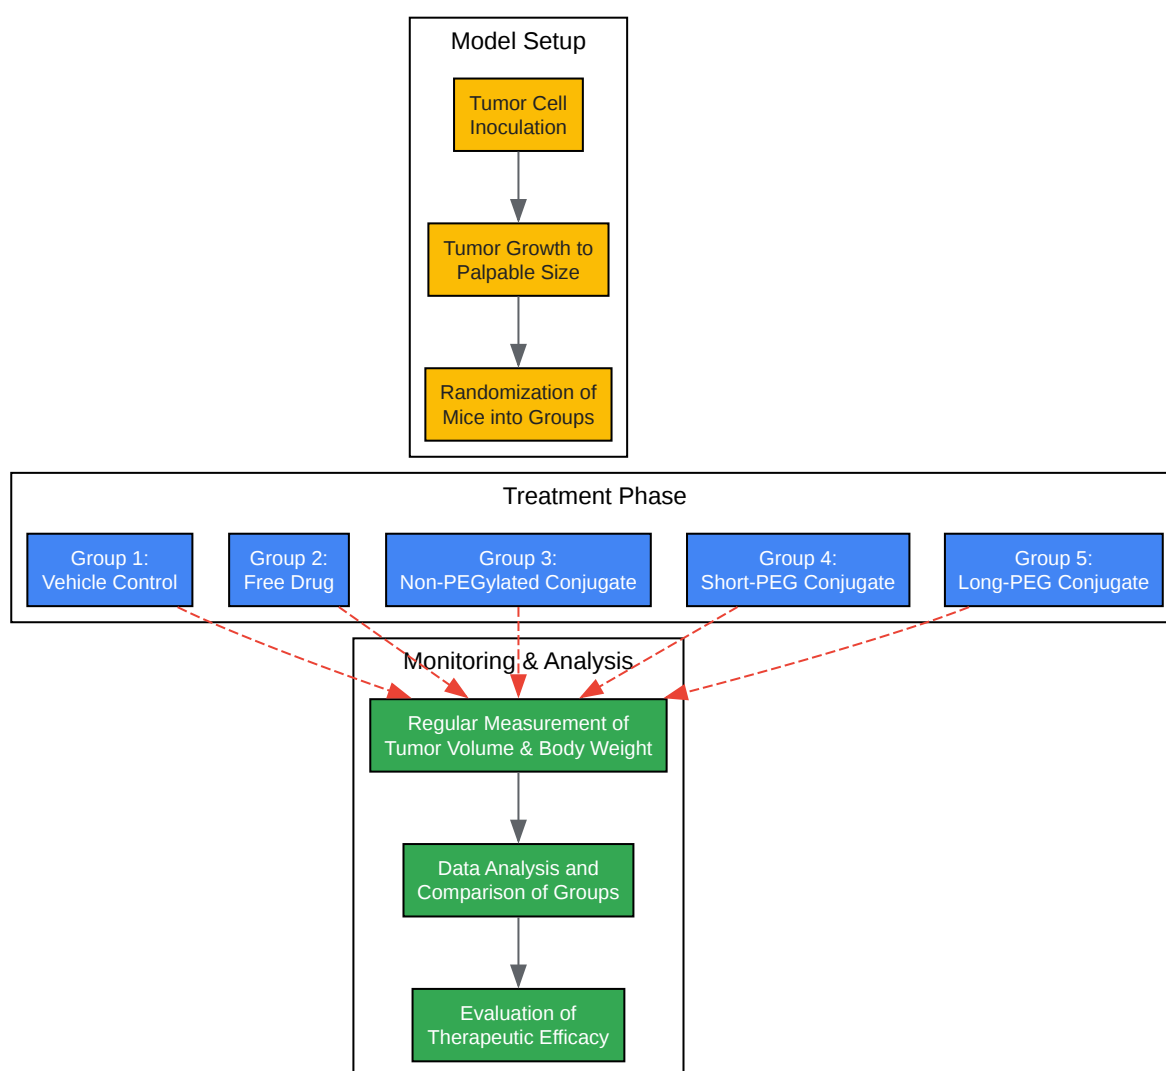 Model Setup
Tumor Cell
Inoculation
Tumor Growth to
Palpable Size
Randomization of
Mice into Groups
Treatment Phase
Group 1:
Vehicle Control
Group 2:
Free Drug
Group 3:
Non-PEGylated Conjugate
Group 4:
Short-PEG Conjugate
Group 5:
Long-PEG Conjugate
Monitoring & Analysis
Regular Measurement of
Tumor Volume & Body Weight
Data Analysis and
Comparison of Groups
Evaluation of
Therapeutic Efficacy